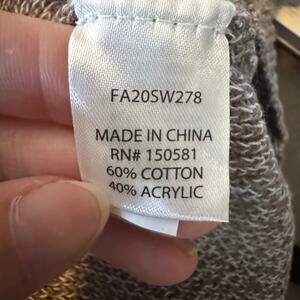 FA20SW278
MADE IN CHINA
RN# 150581
60% COTTON
40% ACRYLIC